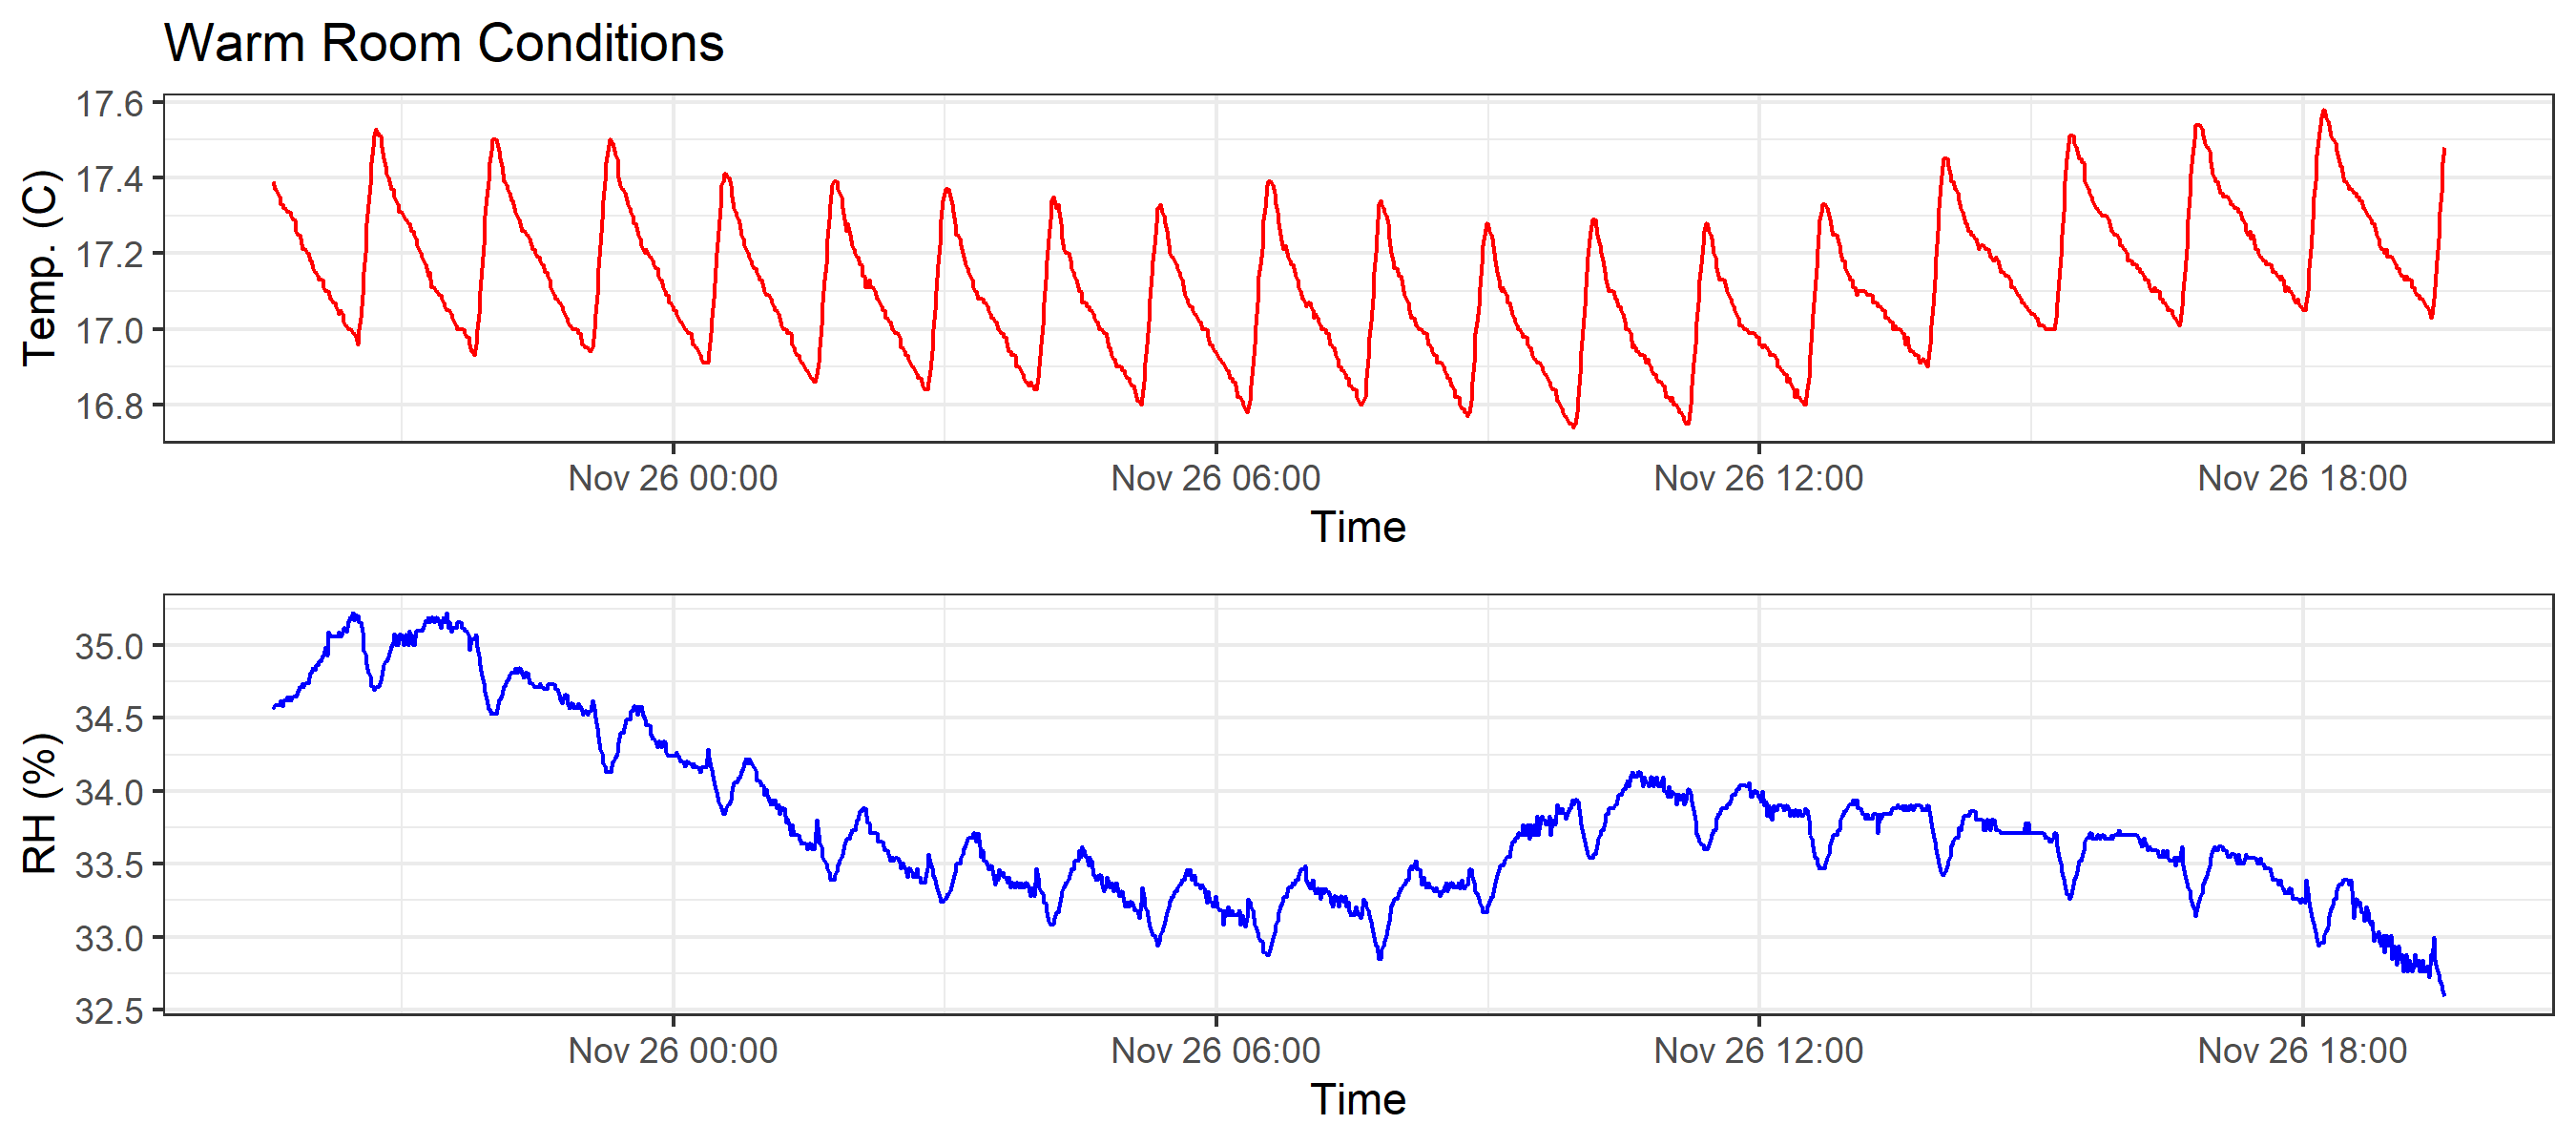 Warm Room Conditions
17.6
17.4
17.2
17.0
16.8
Temp. (C)
Nov 26 00:00 Nov 26 06:00 Nov 26 12:00 Nov 26 18:00
Time
35.0
34.5
34.0
33.5
33.0
32.5
RH (%)
Nov 26 00:00 Nov 26 06:00 Nov 26 12:00 Nov 26 18:00
Time